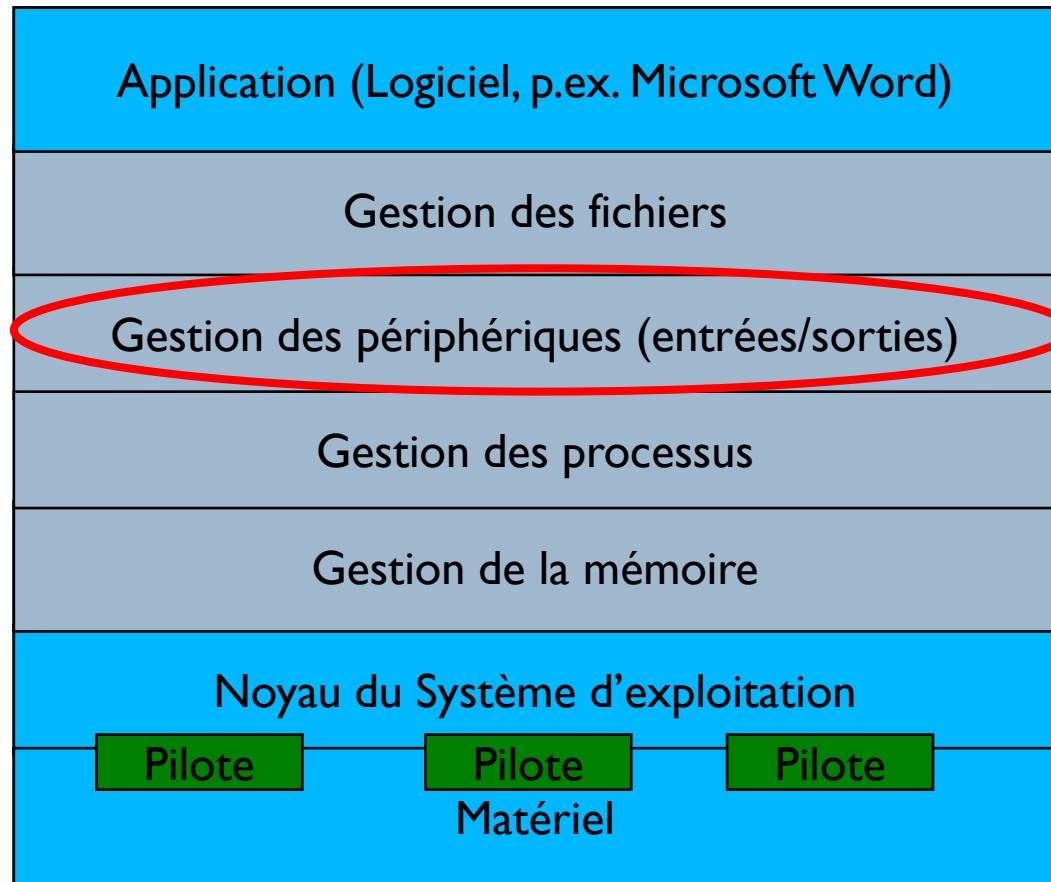 Application (Logiciel, p.ex. Microsoft Word)
Gestion des fichiers
Gestion des périphériques (entrées/sorties)
Gestion des processus
Gestion de la mémoire
Noyau du Système d’exploitation
Pilote Pilote Pilote
Matériel